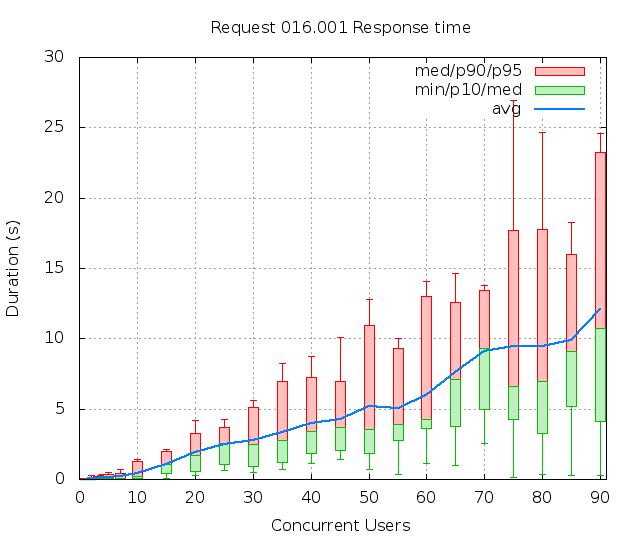 Request 016.001 Response time
med/p90/p95
min/p10/med
avg
30
25
20
15
10
5
0
Duration (s)
0 10 20 30 40 50 60 70 80 90
Concurrent Users